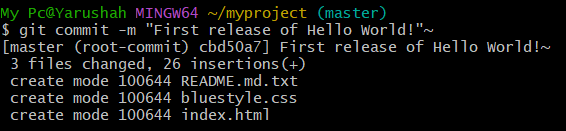 My Pc@Yarushah MINGW64 ~/myproject (master)
$ git commit -m "First release of Hello World!"~
[master (root-commit) cbd50a7] First release of Hello World!~
 3 files changed, 26 insertions(+)
 create mode 100644 README.md.txt
 create mode 100644 bluestyle.css
 create mode 100644 index.html